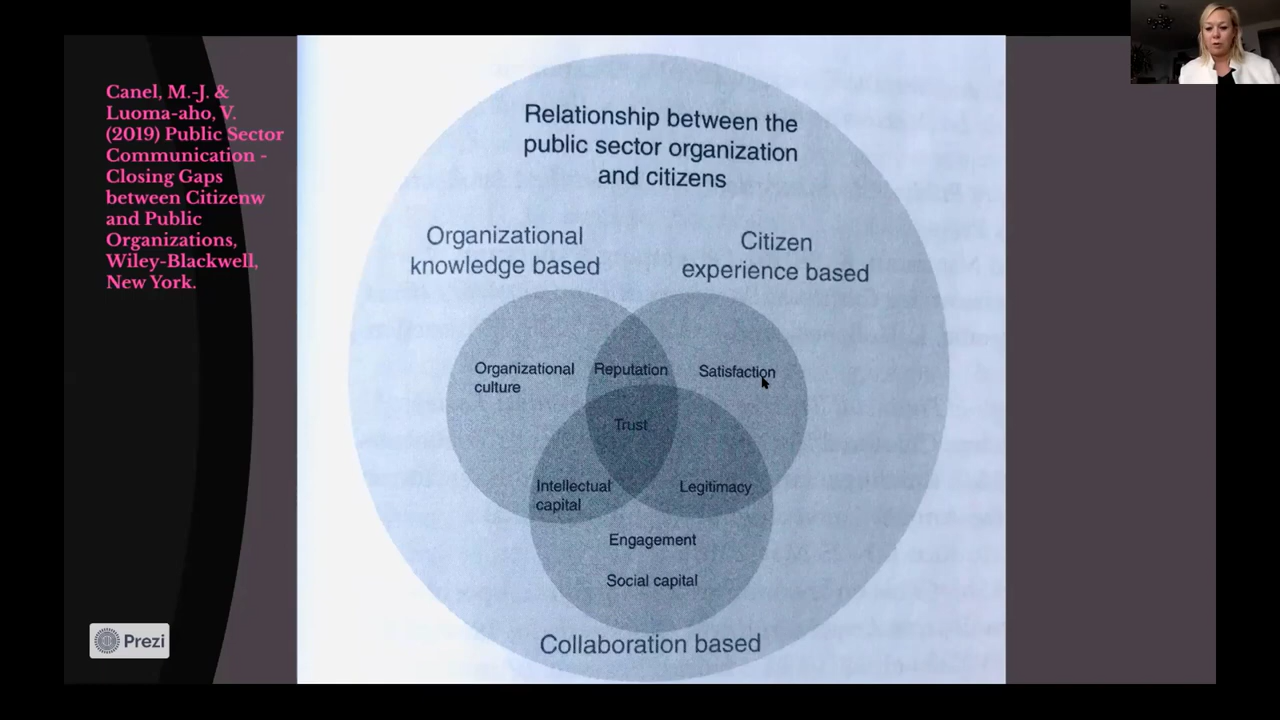 Canel, M.-J. &
Luoma-aho, V.
(2019) Public Sector
Communication -
Closing Gaps
between Citizenw
and Public
Organizations,
Wiley-Blackwell,
New York.
Relationship between the
public sector organization
and citizens
Organizational
knowledge based
Citizen
experience based
Organizational
culture
Reputation
Satisfaction
Trust
Intellectual
capital
Legitimacy
Engagement
Social capital
Collaboration based
Prezi